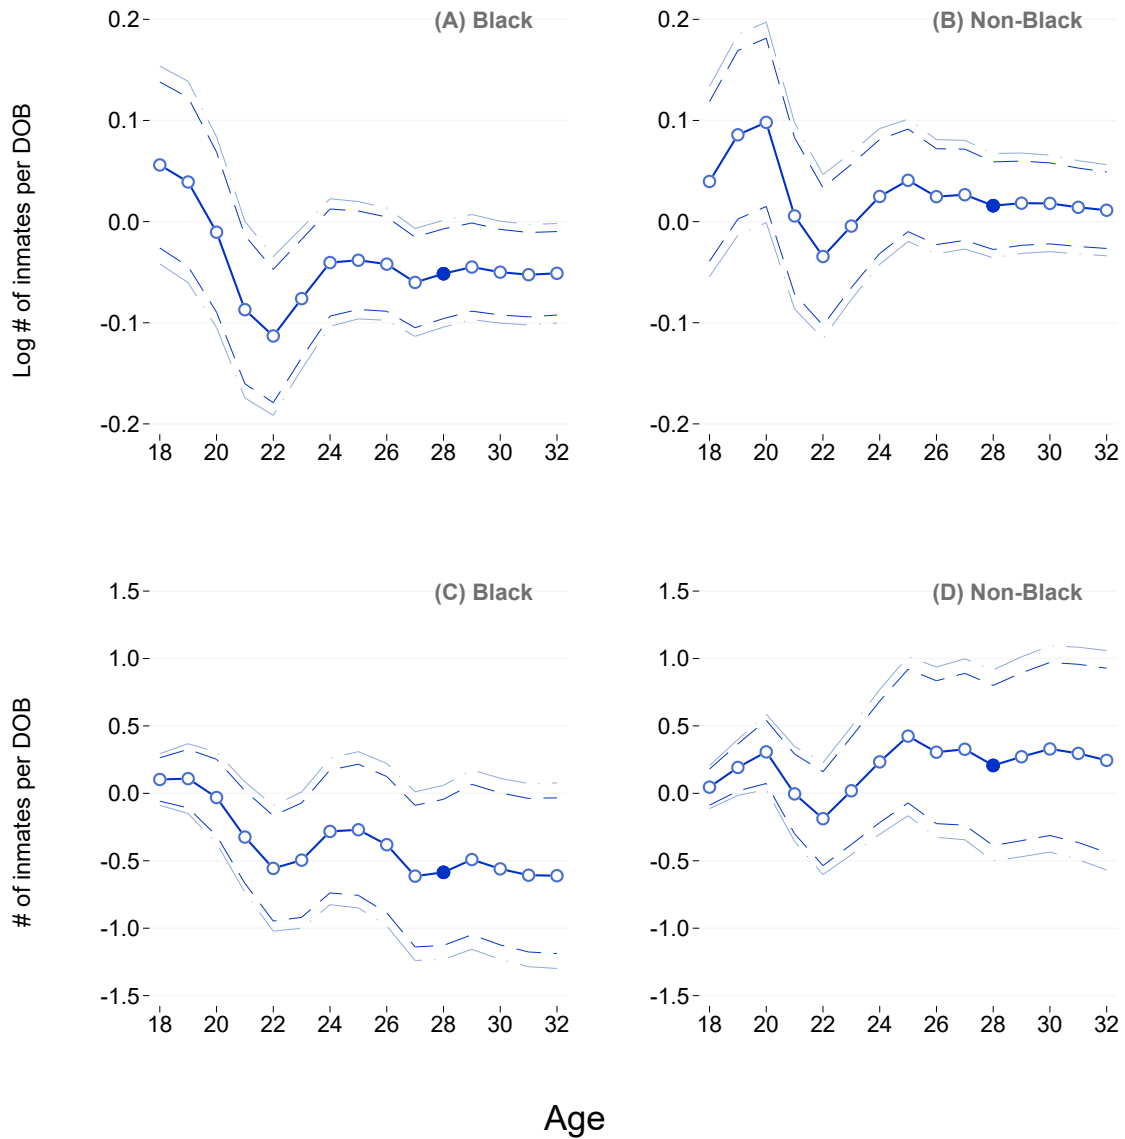 (A) Black
Log # of inmates per DOB
0.2
0.1
0.0
-0.1
-0.2
18 20 22 24 26 28 30 32
(B) Non-Black
0.2
0.1
0.0
-0.1
-0.2
18 20 22 24 26 28 30 32
(C) Black
# of inmates per DOB
1.5
1.0
0.5
0.0
-0.5
-1.0
-1.5
18 20 22 24 26 28 30 32
(D) Non-Black
1.5
1.0
0.5
0.0
-0.5
-1.0
-1.5
18 20 22 24 26 28 30 32
Age